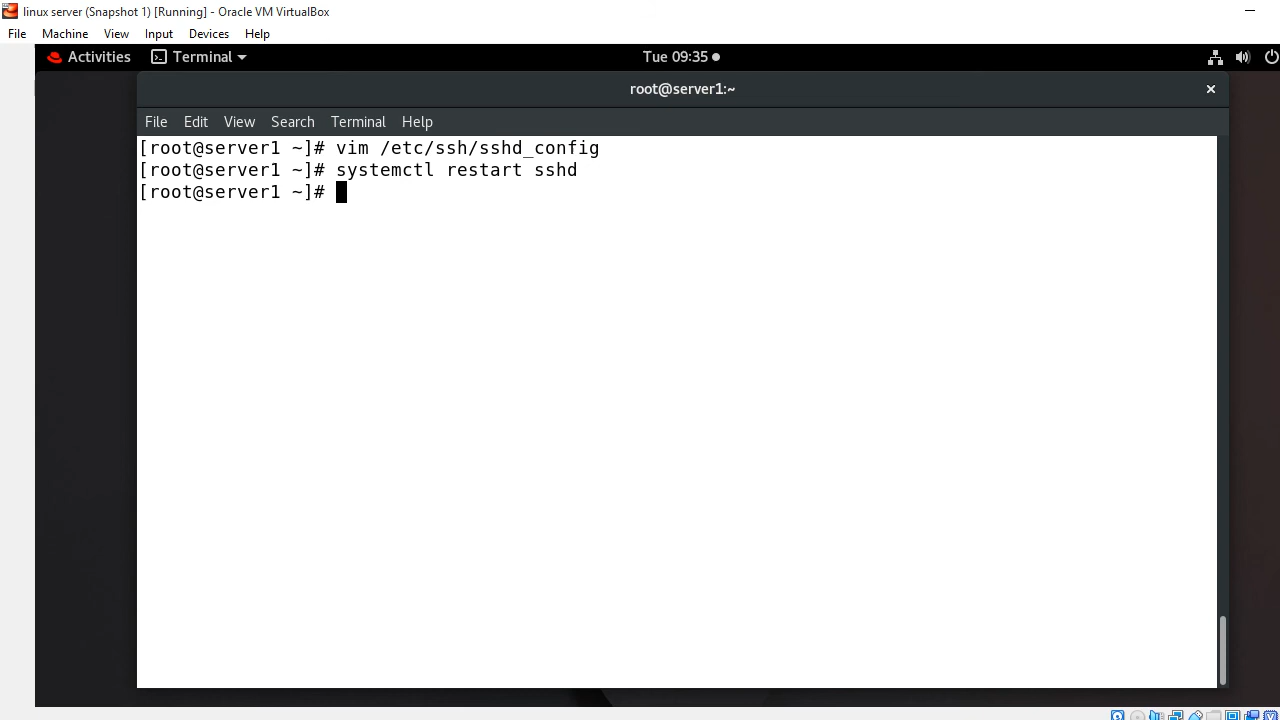 linux server (Snapshot 1) [Running] - Oracle VM VirtualBox
File Machine View Input Devices Help
Activities Terminal Tue 09:35
root@server1:~
File Edit View Search Terminal Help
[root@server1 ~]# vim /etc/ssh/sshd_config
[root@server1 ~]# systemctl restart sshd
[root@server1 ~]#